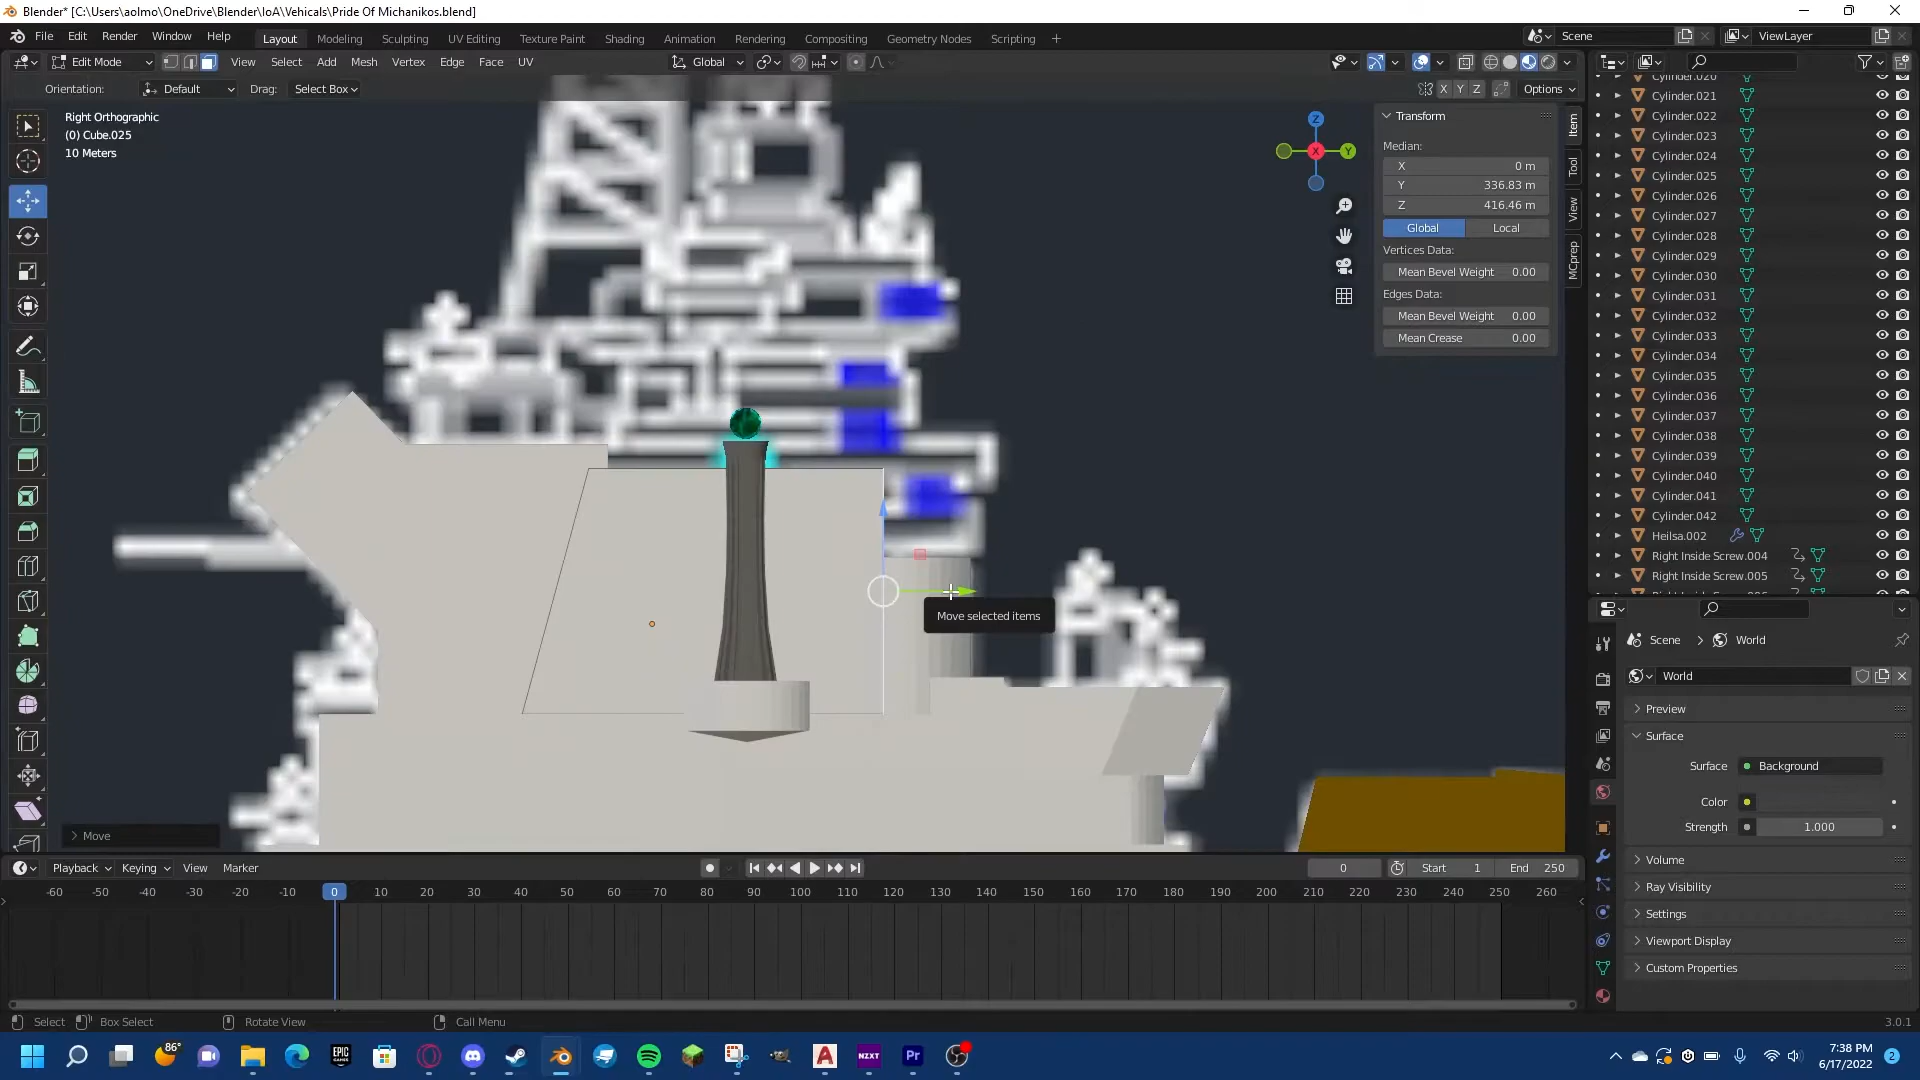 Blender* [C:\Users\aolmo\OneDrive\Blender\IoA\Vehicals\Pride Of Michanikos.blend]
File Edit Render Window Help Layout Modeling Sculpting UV Editing Texture Paint Shading Animation Rendering Compositing Geometry Nodes Scripting + Scene ViewLayer
Edit Mode View Select Add Mesh Vertex Edge Face UV Global
Orientation: Default Drag: Select Box X Y Z Options
Right Orthographic
(0) Cube.025
10 Meters
Z
X
Y
Transform
Median:
X 0 m
Y 336.83 m
Z 416.46 m
Global Local
Vertices Data:
Mean Bevel Weight 0.00
Edges Data:
Mean Bevel Weight 0.00
Mean Crease 0.00
Item
Tool
View
MCprep
Move selected items
Move
Cylinder.020
Cylinder.021
Cylinder.022
Cylinder.023
Cylinder.024
Cylinder.025
Cylinder.026
Cylinder.027
Cylinder.028
Cylinder.029
Cylinder.030
Cylinder.031
Cylinder.032
Cylinder.033
Cylinder.034
Cylinder.035
Cylinder.036
Cylinder.037
Cylinder.038
Cylinder.039
Cylinder.040
Cylinder.041
Cylinder.042
Heilsa.002
Right Inside Screw.004
Right Inside Screw.005
Scene > World
World
Preview
Surface
Surface Background
Color
Strength 1.000
Volume
Ray Visibility
Settings
Viewport Display
Custom Properties
Playback Keying View Marker 0 Start 1 End 250
-60 -50 -40 -30 -20 -10 0 10 20 30 40 50 60 70 80 90 100 110 120 130 140 150 160 170 180 190 200 210 220 230 240 250 260
Select Box Select Rotate View Call Menu 3.0.1
86°
EPIC GAMES
NZXT
Pr
7:38 PM
6/17/2022
2